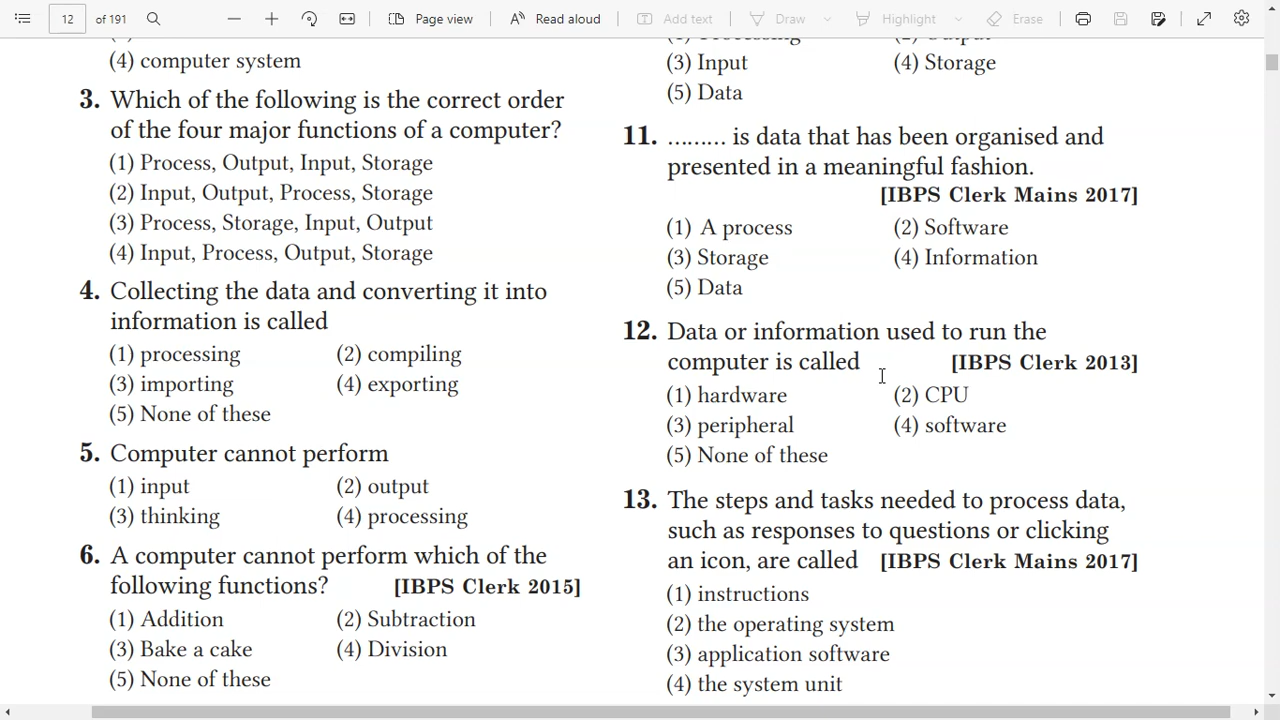 12 of 191 Page view Read aloud Add text Draw Highlight Erase
(4) computer system
3. Which of the following is the correct order
of the four major functions of a computer?
(1) Process, Output, Input, Storage
(2) Input, Output, Process, Storage
(3) Process, Storage, Input, Output
(4) Input, Process, Output, Storage
4. Collecting the data and converting it into
information is called
(1) processing (2) compiling
(3) importing (4) exporting
(5) None of these
5. Computer cannot perform
(1) input (2) output
(3) thinking (4) processing
6. A computer cannot perform which of the
following functions? [IBPS Clerk 2015]
(1) Addition (2) Subtraction
(3) Bake a cake (4) Division
(5) None of these
(1) Processing (2) Output
(3) Input (4) Storage
(5) Data
11. ......... is data that has been organised and
presented in a meaningful fashion.
[IBPS Clerk Mains 2017]
(1) A process (2) Software
(3) Storage (4) Information
(5) Data
12. Data or information used to run the
computer is called [IBPS Clerk 2013]
(1) hardware (2) CPU
(3) peripheral (4) software
(5) None of these
13. The steps and tasks needed to process data,
such as responses to questions or clicking
an icon, are called [IBPS Clerk Mains 2017]
(1) instructions
(2) the operating system
(3) application software
(4) the system unit